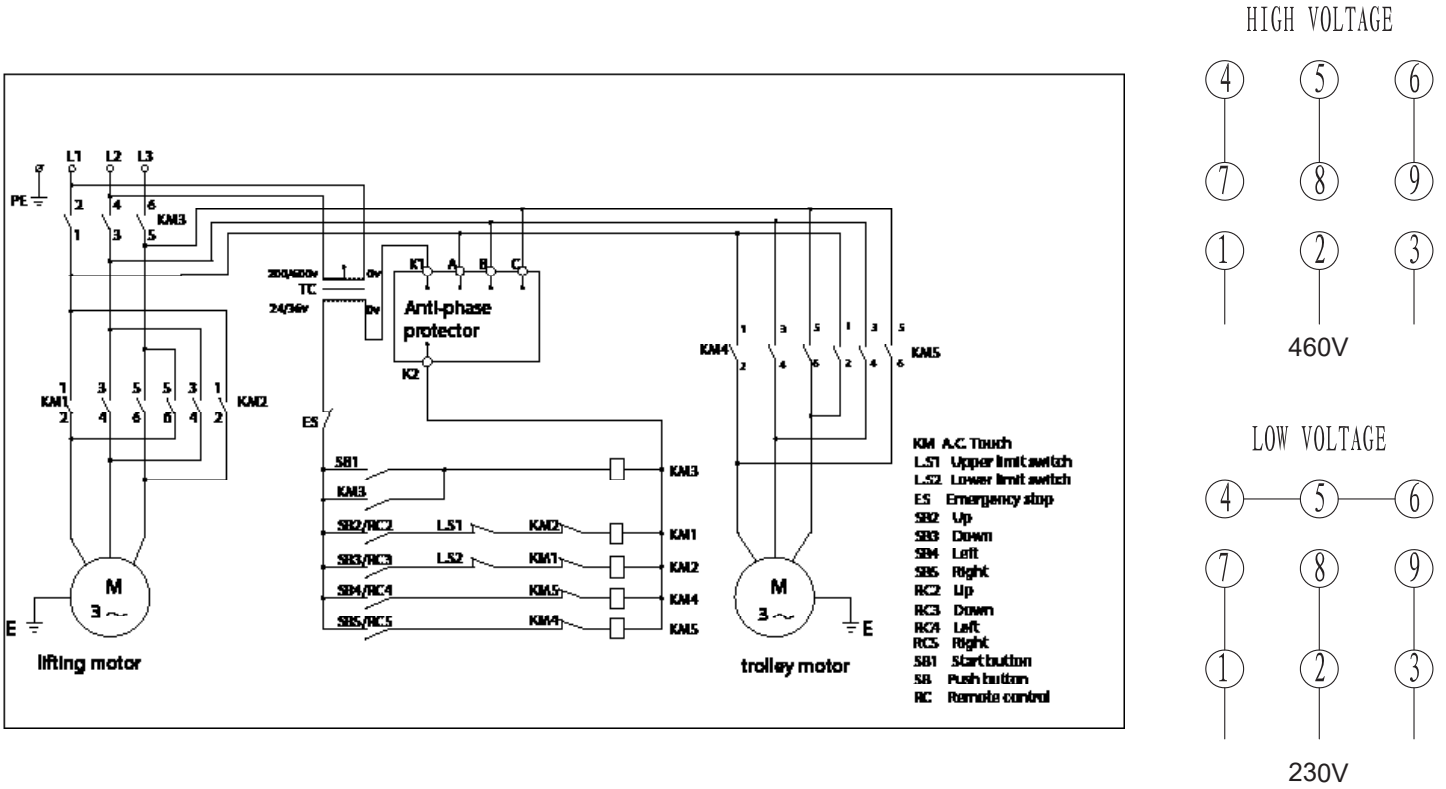 HIGH VOLTAGE
4 5 6
7 8 9
1 2 3
460V
LOW VOLTAGE
4 5 6
7 8 9
1 2 3
230V
L1 L2 L3
PE
2 4 6
KM3
1 3 5
200/600v 0v
TC
24/36v 0v
K1 A B C
Anti-phase
protector
K2
1 3 5 5 3 1
KM1 KM2
2 4 6 6 4 2
1 3 5 1 3 5
KM4 KM5
2 4 6 2 4 6
ES
SB1 KM3
KM3
SB2/RC2 LS1 KM2 KM1
SB3/RC3 LS2 KM1 KM2
SB4/RC4 KM5 KM4
SB5/RC5 KM4 KM5
M
3~
E
lifting motor
M
3~
E
trolley motor
KM A.C. Touch
L.S1 Upper limit switch
L.S2 Lower limit switch
ES Emergency stop
SB2 Up
SB3 Down
SB4 Left
SB5 Right
RC2 Up
RC3 Down
RC4 Left
RC5 Right
SB1 Start button
SB Push button
RC Remote control